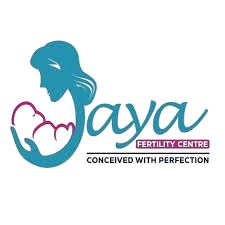 Jaya
FERTILITY CENTRE
CONCEIVED WITH PERFECTION